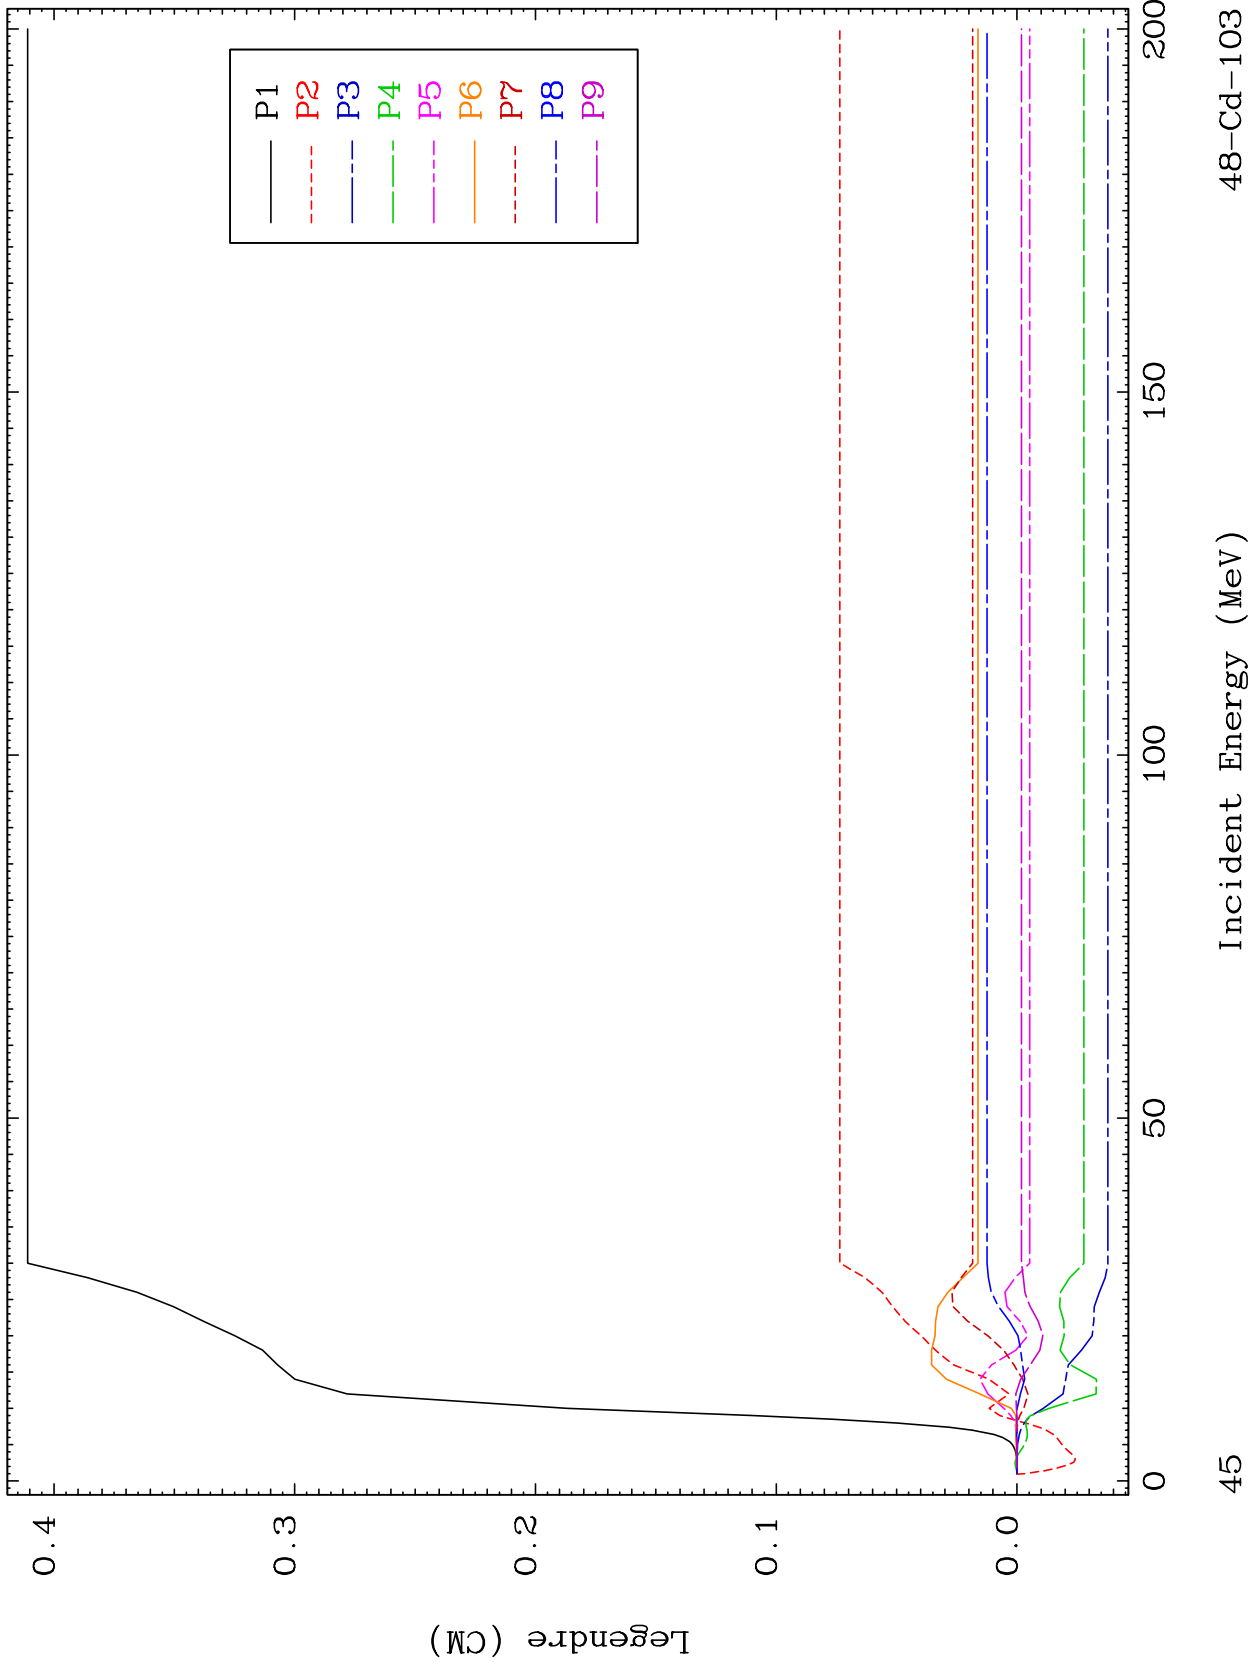 Legendre (CM)
0.4
0.3
0.2
0.1
0.0
P1
P2
P3
P4
P5
P6
P7
P8
P9
0 50 100 150 200
Incident Energy (MeV)
45
48-Cd-103